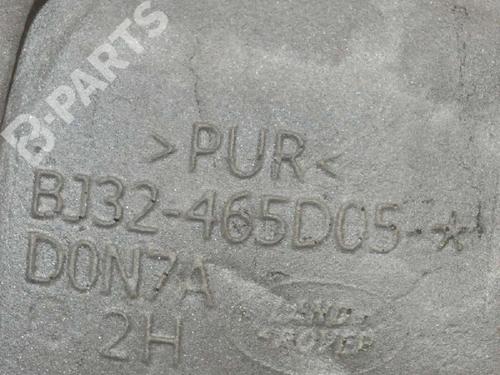 B-PARTS
>PUR<
BJ32-465D05-*
D0N7A
2H
LAND-
ROVER